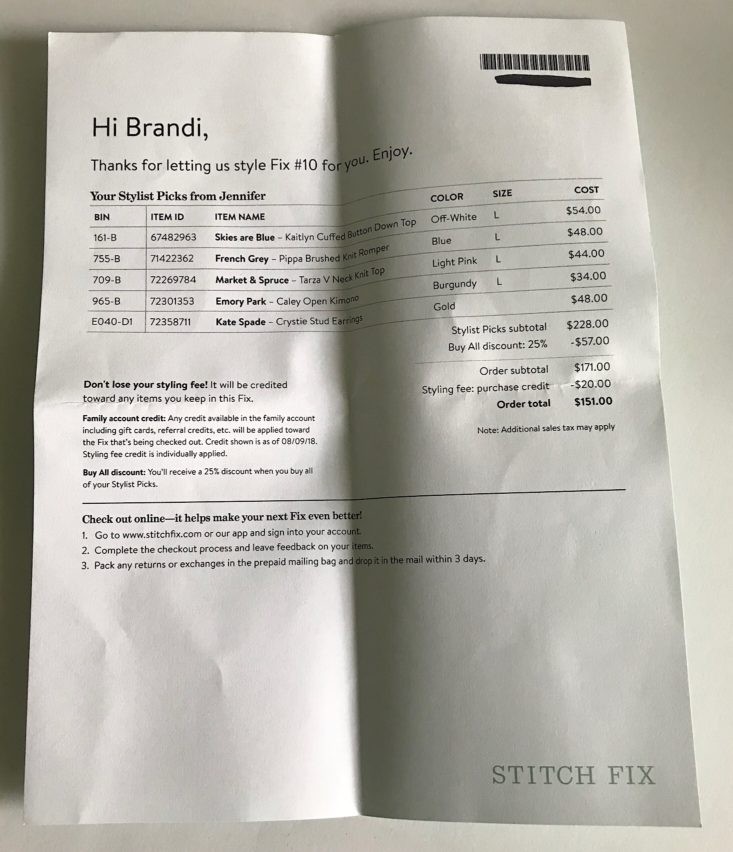 Hi Brandi,
Thanks for letting us style Fix #10 for you. Enjoy.
Your Stylist Picks from Jennifer
BIN ITEM ID ITEM NAME COLOR SIZE COST
161-B 67482963 Skies are Blue – Kaitlyn Cuffed Button Down Top Off-White L $54.00
755-B 71422362 French Grey – Pippa Brushed Knit Romper Blue L $48.00
709-B 72269784 Market & Spruce – Tarza V Neck Knit Top Light Pink L $44.00
965-B 72301353 Emory Park – Caley Open Kimono Burgundy L $34.00
E040-D1 72358711 Kate Spade – Crystie Stud Earrings Gold $48.00
Stylist Picks subtotal $228.00
Buy All discount: 25% -$57.00
Order subtotal $171.00
Styling fee: purchase credit -$20.00
Order total $151.00
Note: Additional sales tax may apply
Don't lose your styling fee! It will be credited
toward any items you keep in this Fix.
Family account credit: Any credit available in the family account
including gift cards, referral credits, etc. will be applied toward
the Fix that's being checked out. Credit shown is as of 08/09/18.
Styling fee credit is individually applied.
Buy All discount: You'll receive a 25% discount when you buy all
of your Stylist Picks.
Check out online—it helps make your next Fix even better!
1. Go to www.stitchfix.com or our app and sign into your account.
2. Complete the checkout process and leave feedback on your items.
3. Pack any returns or exchanges in the prepaid mailing bag and drop it in the mail within 3 days.
STITCH FIX